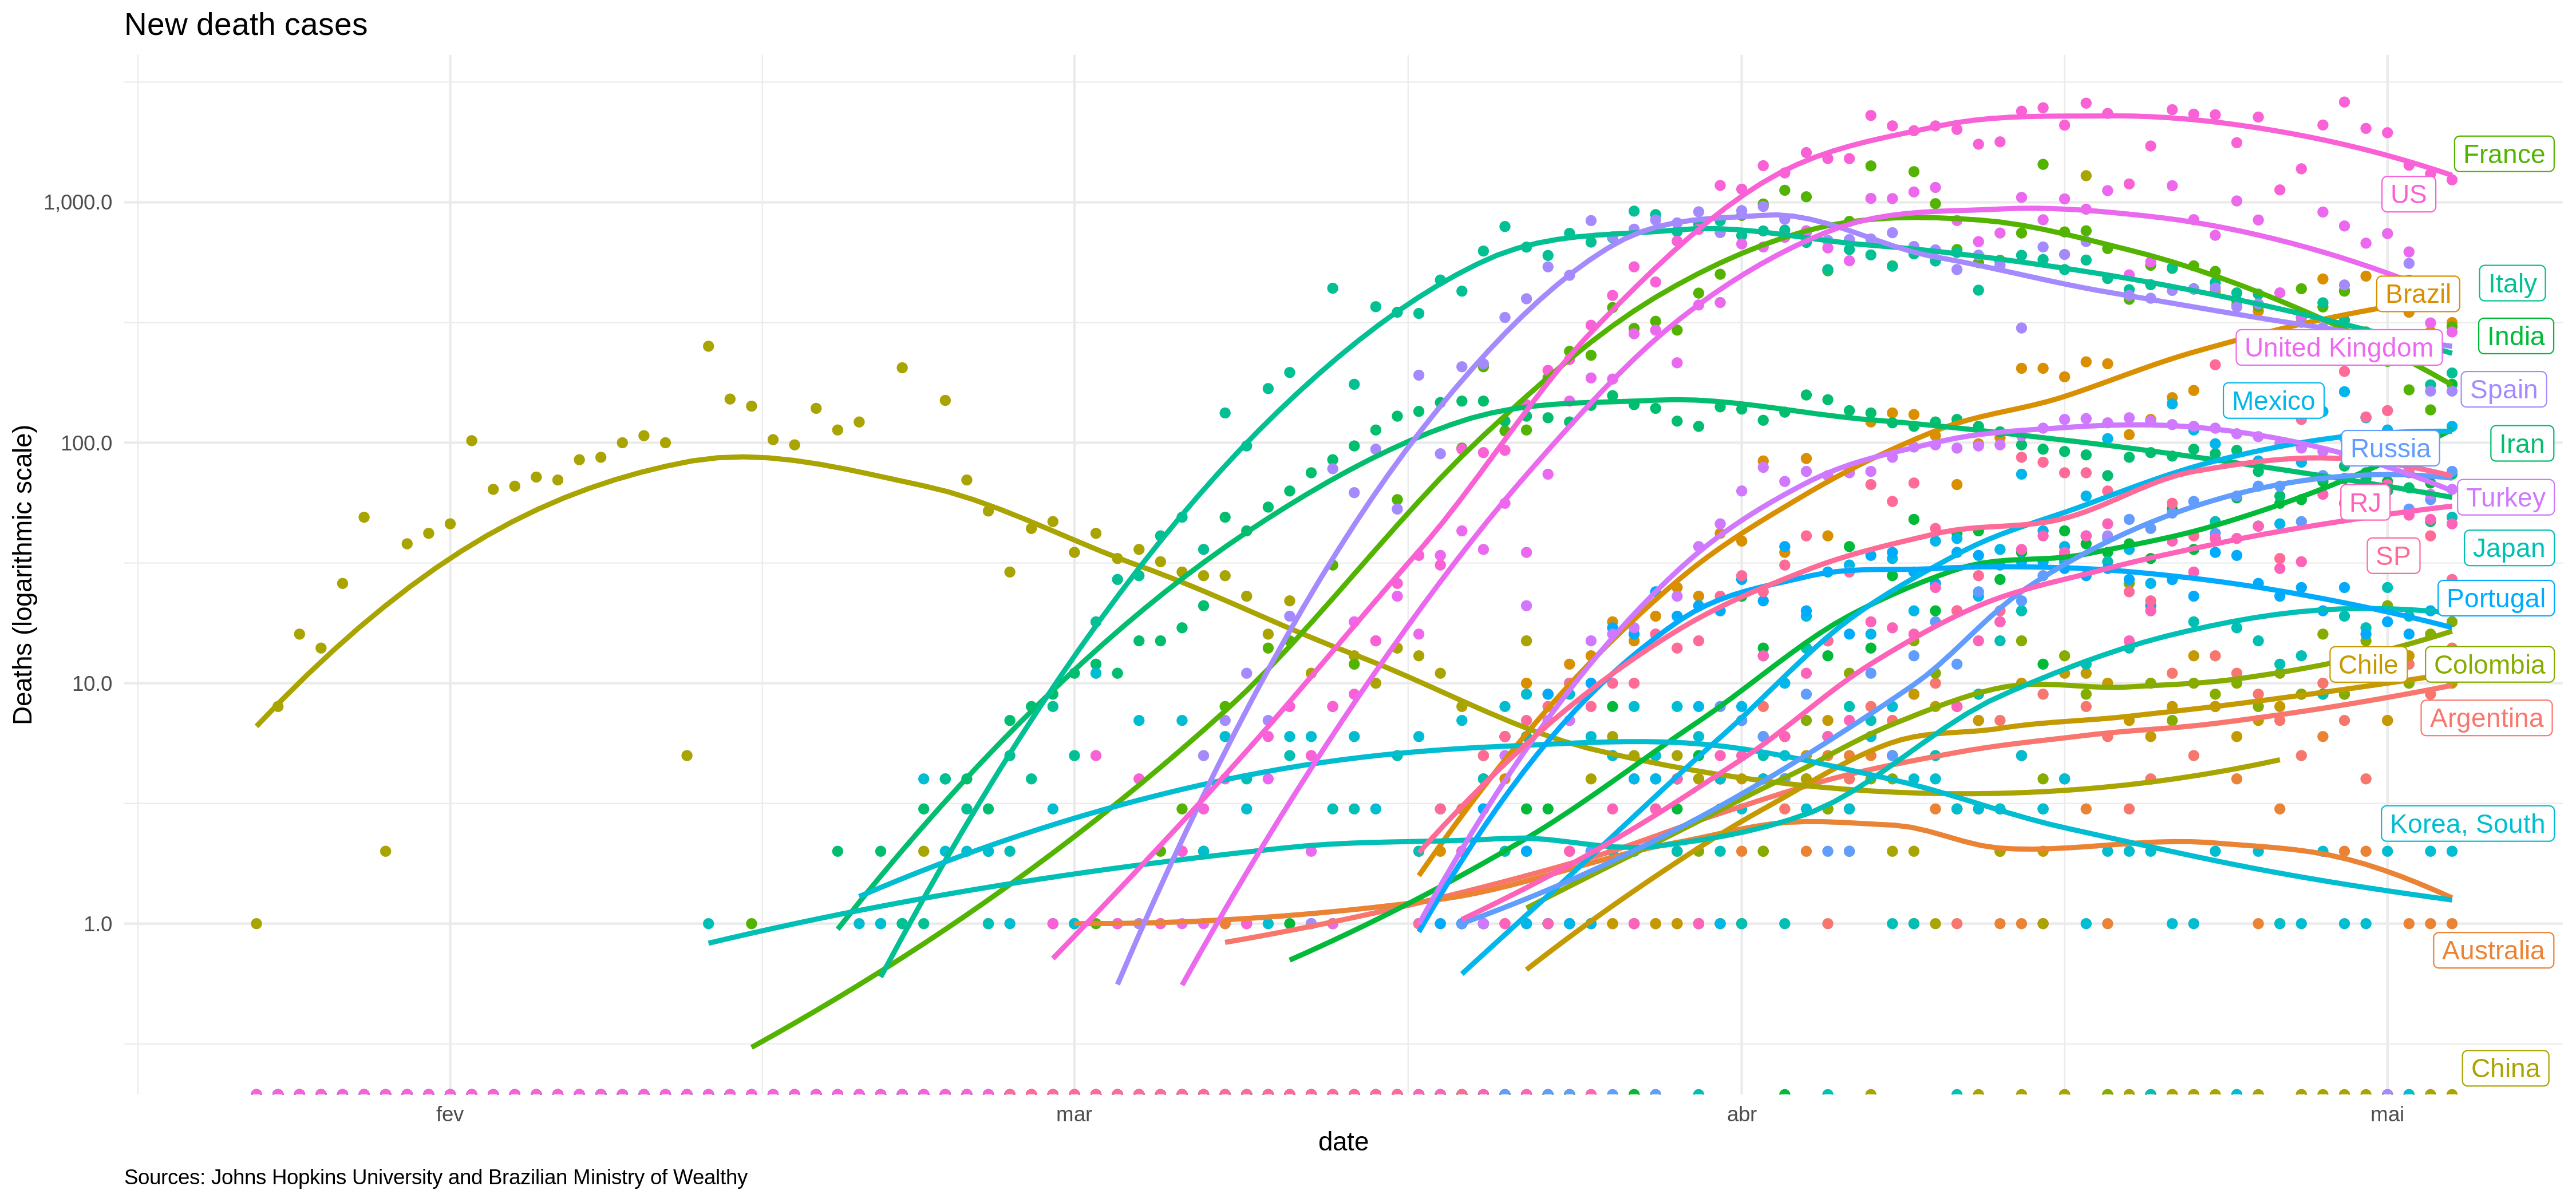 New death cases
Deaths (logarithmic scale)
1,000.0
100.0
10.0
1.0
France
US
Italy
Brazil
India
United Kingdom
Spain
Mexico
Iran
Russia
Turkey
RJ
Japan
SP
Portugal
Chile
Colombia
Argentina
Korea, South
Australia
China
fev
mar
abr
mai
date
Sources: Johns Hopkins University and Brazilian Ministry of Wealthy